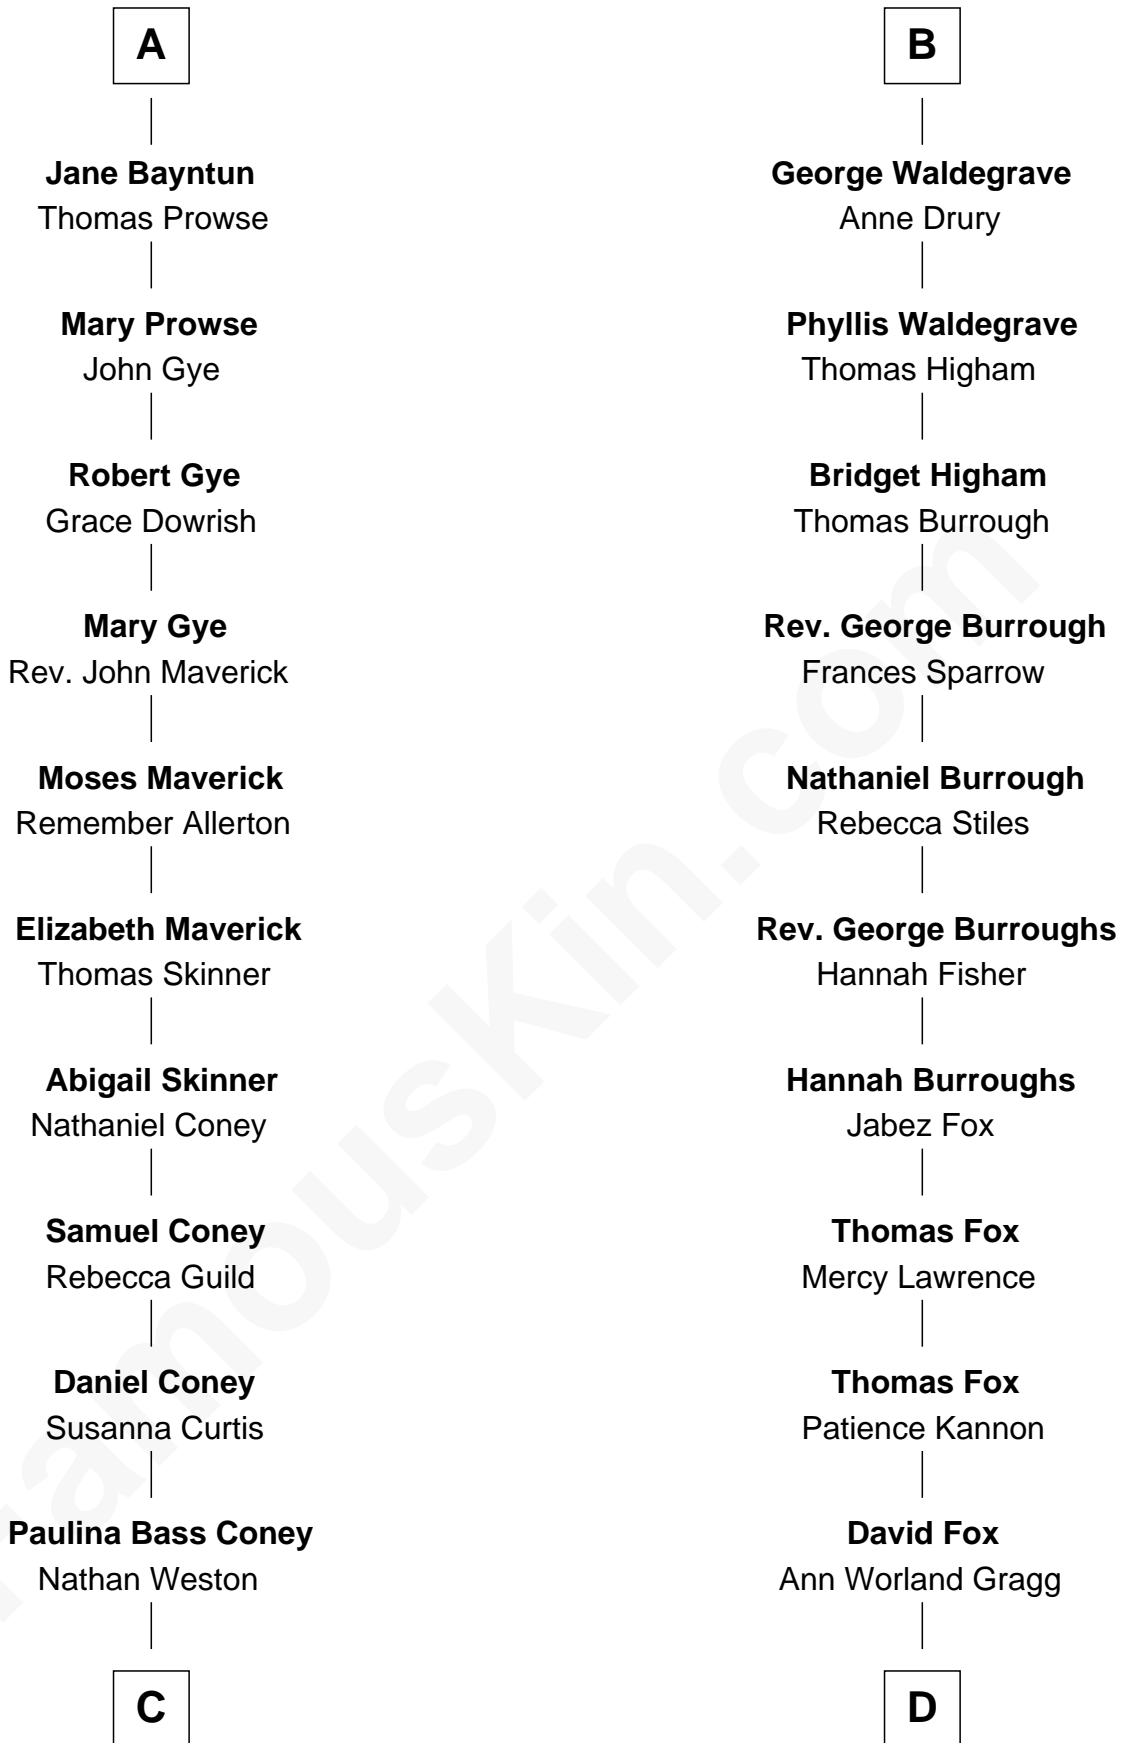 A
Jane Bayntun
Thomas Prowse
Mary Prowse
John Gye
Robert Gye
Grace Dowrish
Mary Gye
Rev. John Maverick
Moses Maverick
Remember Allerton
Elizabeth Maverick
Thomas Skinner
Abigail Skinner
Nathaniel Coney
Samuel Coney
Rebecca Guild
Daniel Coney
Susanna Curtis
Paulina Bass Coney
Nathan Weston
C
B
George Waldegrave
Anne Drury
Phyllis Waldegrave
Thomas Higham
Bridget Higham
Thomas Burrough
Rev. George Burrough
Frances Sparrow
Nathaniel Burrough
Rebecca Stiles
Rev. George Burroughs
Hannah Fisher
Hannah Burroughs
Jabez Fox
Thomas Fox
Mercy Lawrence
Thomas Fox
Patience Kannon
David Fox
Ann Worland Gragg
D
FamousKin.com